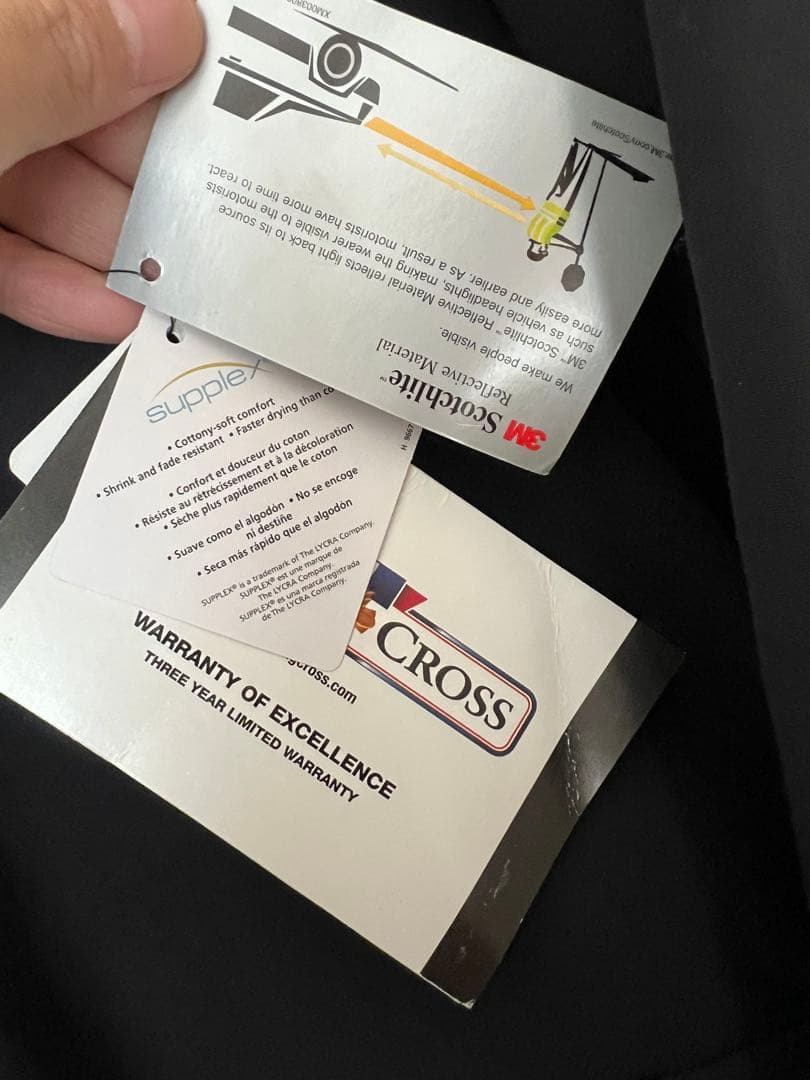 3M
Scotchlite™
Reflective Material
We make people visible.
3M™ Scotchlite™ Reflective Material reflects light back to its source
such as vehicle headlights, making the wearer visible to the motorists
more easily and earlier. As a result, motorists have more time to react.
3M.com/Scotchlite
supplex
• Cottony-soft comfort
• Shrink and fade resistant • Faster drying than
• Confort et douceur du coton
• Résiste au rétrécissement et à la décoloration
• Sèche plus rapidement que le coton
• Suave como el algodón • No se encoge
ni destiñe
• Seca más rápido que el algodón
SUPPLEX® is a trademark of The LYCRA Company.
SUPPLEX® est une marque de
The LYCRA Company.
SUPPLEX® es una marca registrada
de The LYCRA Company.
H 9667
CROSS
cross.com
WARRANTY OF EXCELLENCE
THREE YEAR LIMITED WARRANTY